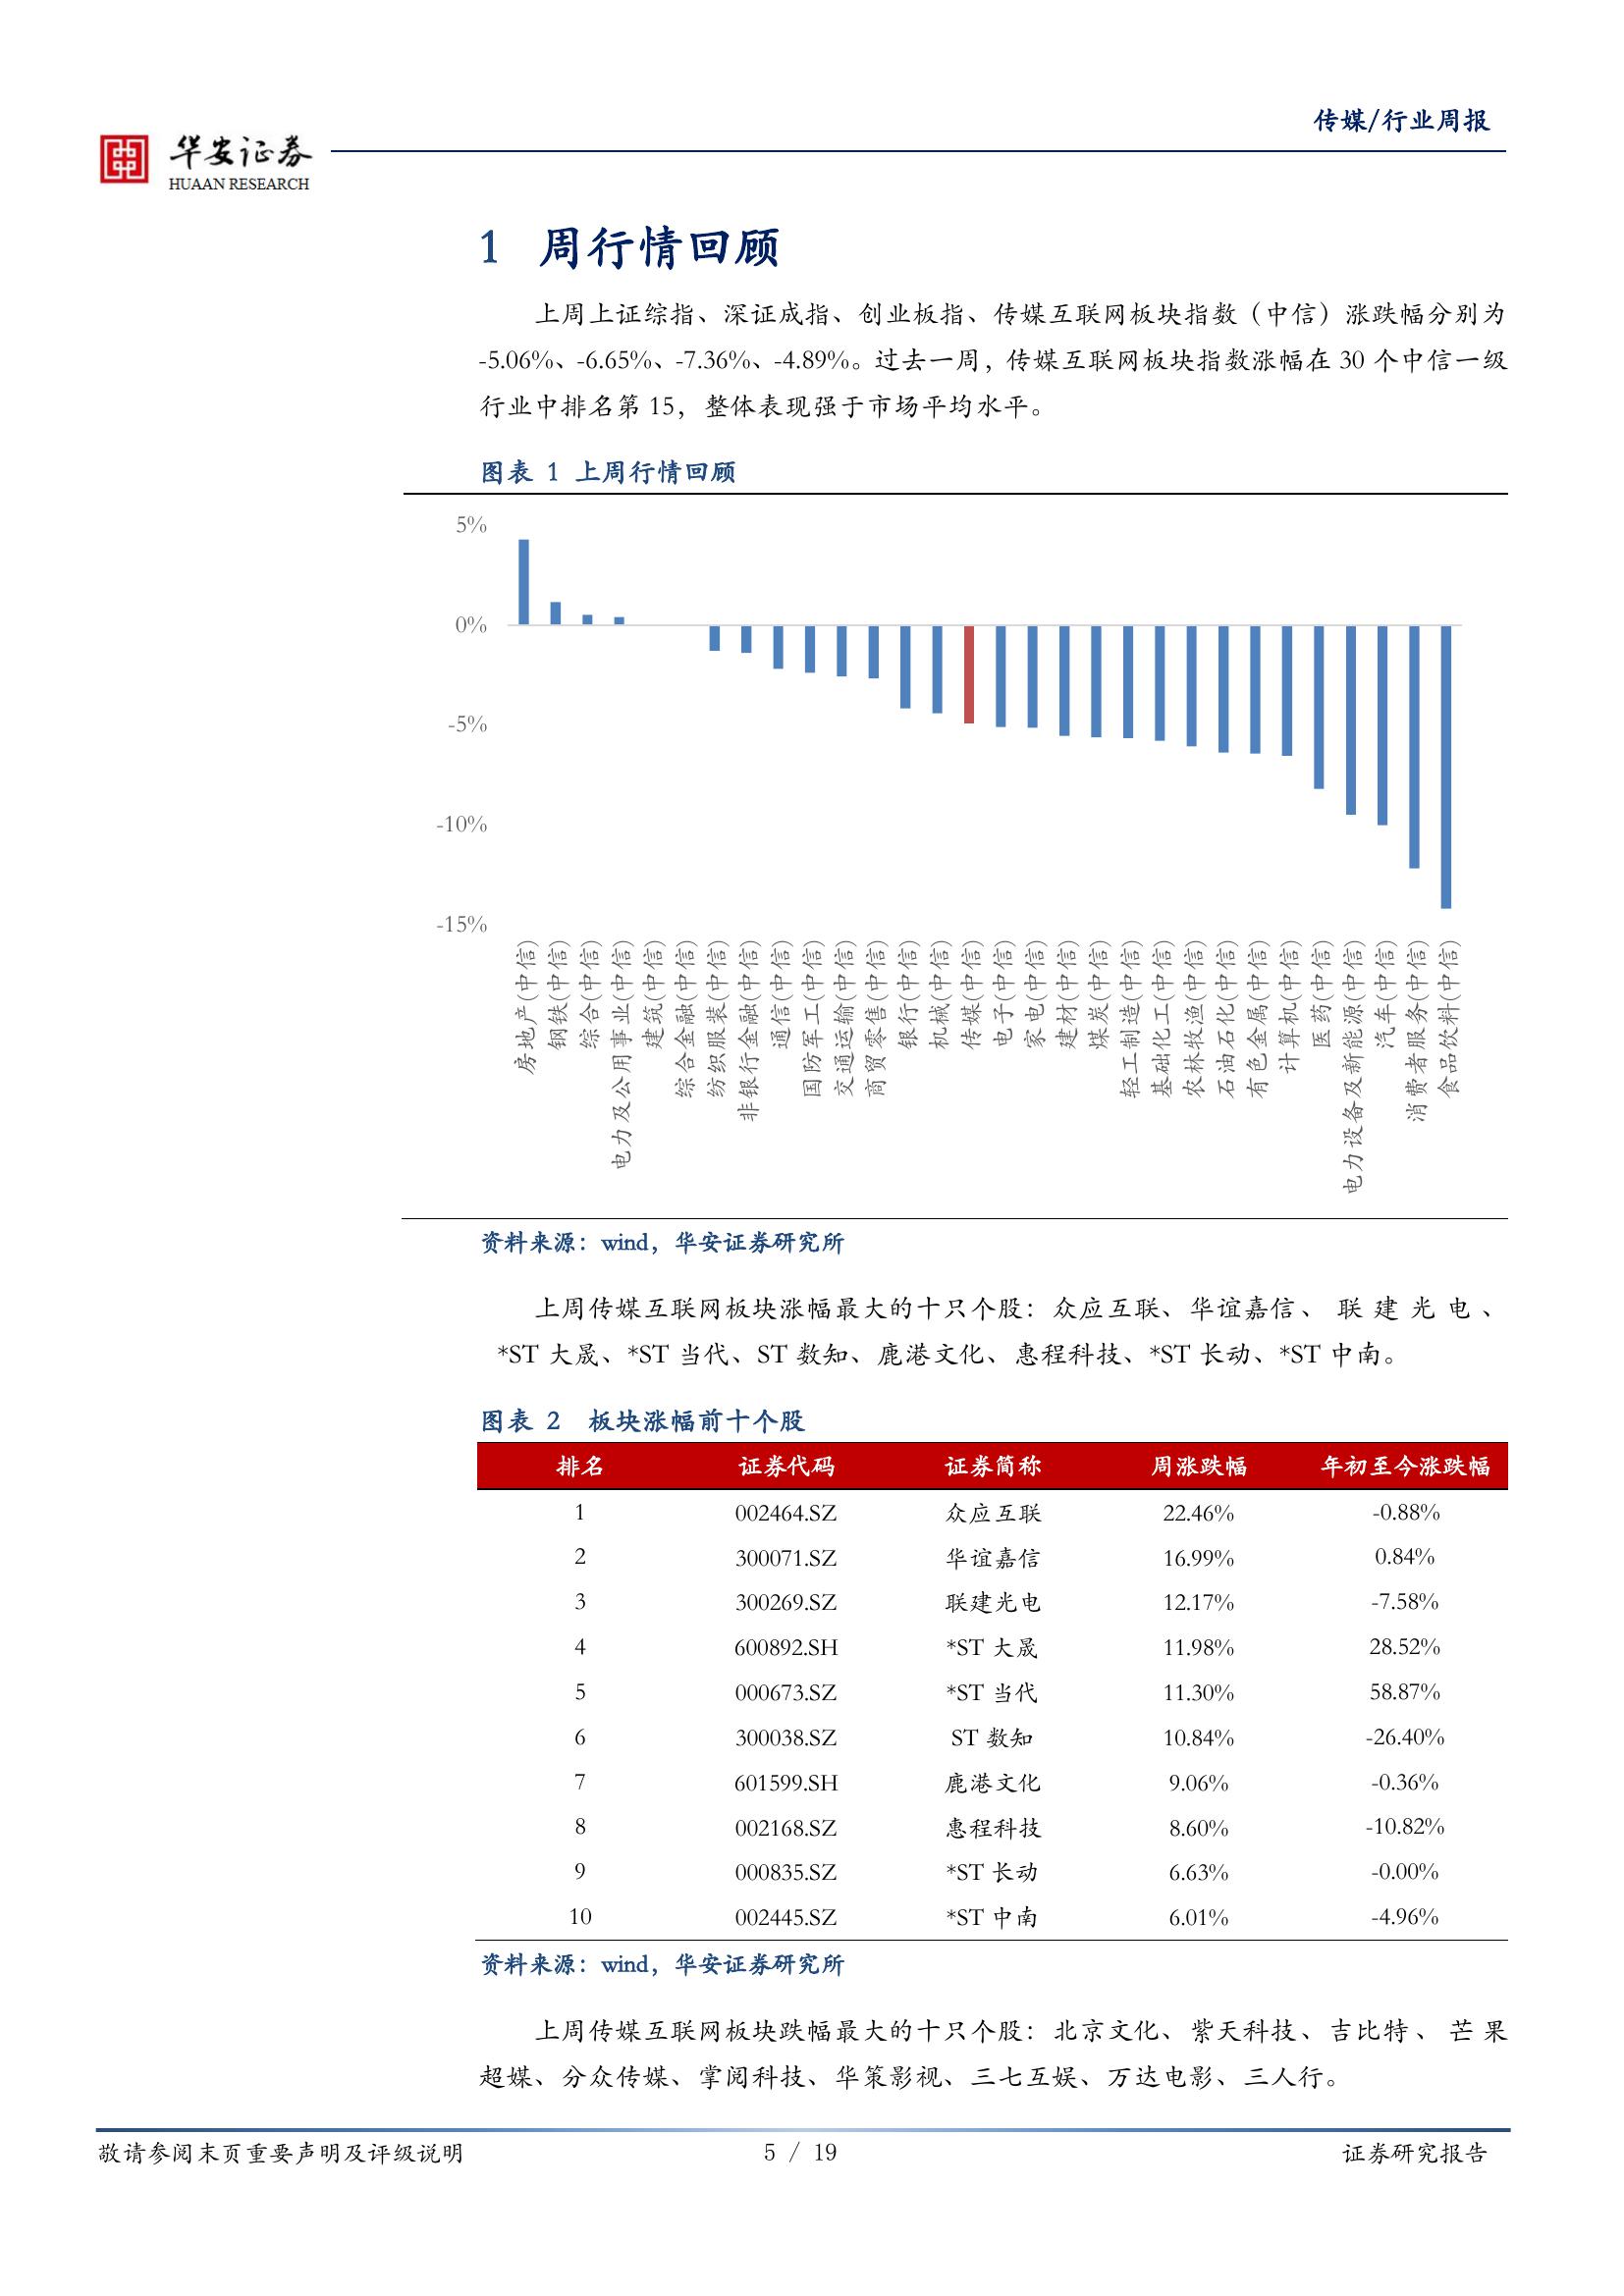 传媒/行业周报
华安证券
HUAAN RESEARCH
1 周行情回顾
上周上证综指、深证成指、创业板指、传媒互联网板块指数（中信）涨跌幅分别为
-5.06%、-6.65%、-7.36%、-4.89%。过去一周，传媒互联网板块指数涨幅在 30 个中信一级
行业中排名第 15，整体表现强于市场平均水平。
图表 1 上周行情回顾
5%
0%
-5%
-10%
-15%
房地产(中信)
钢铁(中信)
综合(中信)
电力及公用事业(中信)
建筑(中信)
综合金融(中信)
纺织服装(中信)
非银行金融(中信)
通信(中信)
国防军工(中信)
交通运输(中信)
商贸零售(中信)
银行(中信)
机械(中信)
传媒(中信)
电子(中信)
家电(中信)
建材(中信)
煤炭(中信)
轻工制造(中信)
基础化工(中信)
农林牧渔(中信)
石油石化(中信)
有色金属(中信)
计算机(中信)
医药(中信)
电力设备及新能源(中信)
汽车(中信)
消费者服务(中信)
食品饮料(中信)
资料来源：wind，华安证券研究所
上周传媒互联网板块涨幅最大的十只个股：众应互联、华谊嘉信、 联 建 光 电 、
*ST 大晟、*ST 当代、ST 数知、鹿港文化、惠程科技、*ST 长动、*ST 中南。
图表 2 板块涨幅前十个股
排名 证券代码 证券简称 周涨跌幅 年初至今涨跌幅
1 002464.SZ 众应互联 22.46% -0.88%
2 300071.SZ 华谊嘉信 16.99% 0.84%
3 300269.SZ 联建光电 12.17% -7.58%
4 600892.SH *ST 大晟 11.98% 28.52%
5 000673.SZ *ST 当代 11.30% 58.87%
6 300038.SZ ST 数知 10.84% -26.40%
7 601599.SH 鹿港文化 9.06% -0.36%
8 002168.SZ 惠程科技 8.60% -10.82%
9 000835.SZ *ST 长动 6.63% -0.00%
10 002445.SZ *ST 中南 6.01% -4.96%
资料来源：wind，华安证券研究所
上周传媒互联网板块跌幅最大的十只个股：北京文化、紫天科技、吉比特 、 芒 果
超媒、分众传媒、掌阅科技、华策影视、三七互娱、万达电影、三人行。
敬请参阅末页重要声明及评级说明 5 / 19 证券研究报告